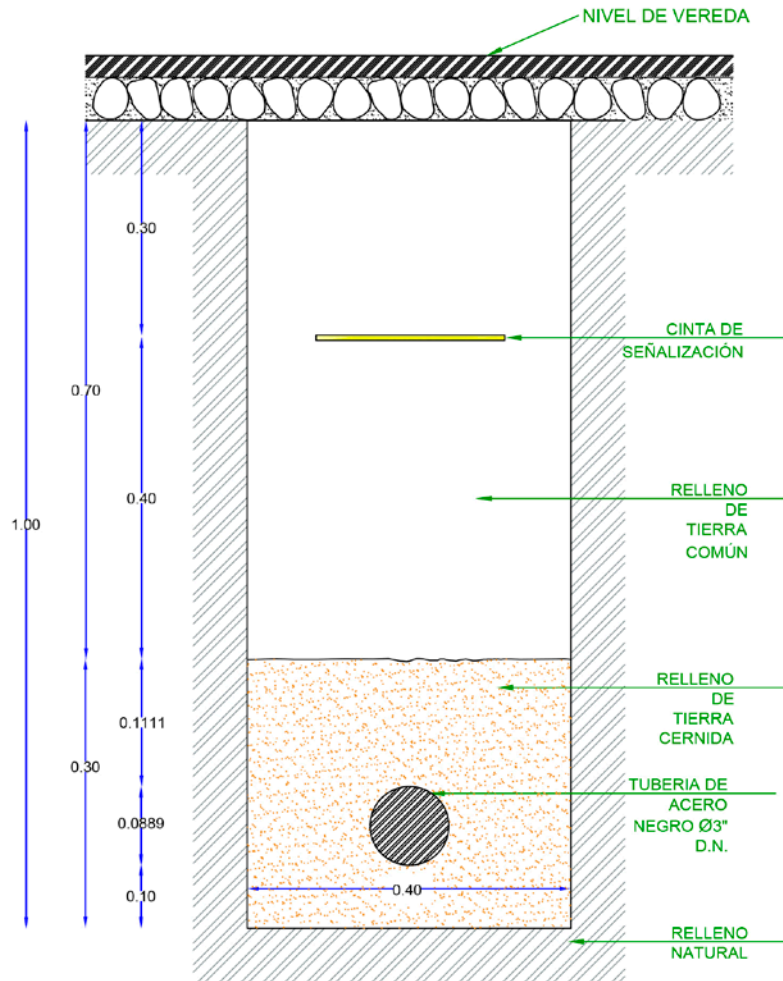 NIVEL DE VEREDA
0.30
CINTA DE
SEÑALIZACIÓN
0.70
0.40
1.00
RELLENO
DE
TIERRA
COMÚN
RELLENO
DE
TIERRA
CERNIDA
0.1111
0.30
TUBERIA DE
ACERO
NEGRO Ø3"
D.N.
0.0889
0.10
0.40
RELLENO
NATURAL